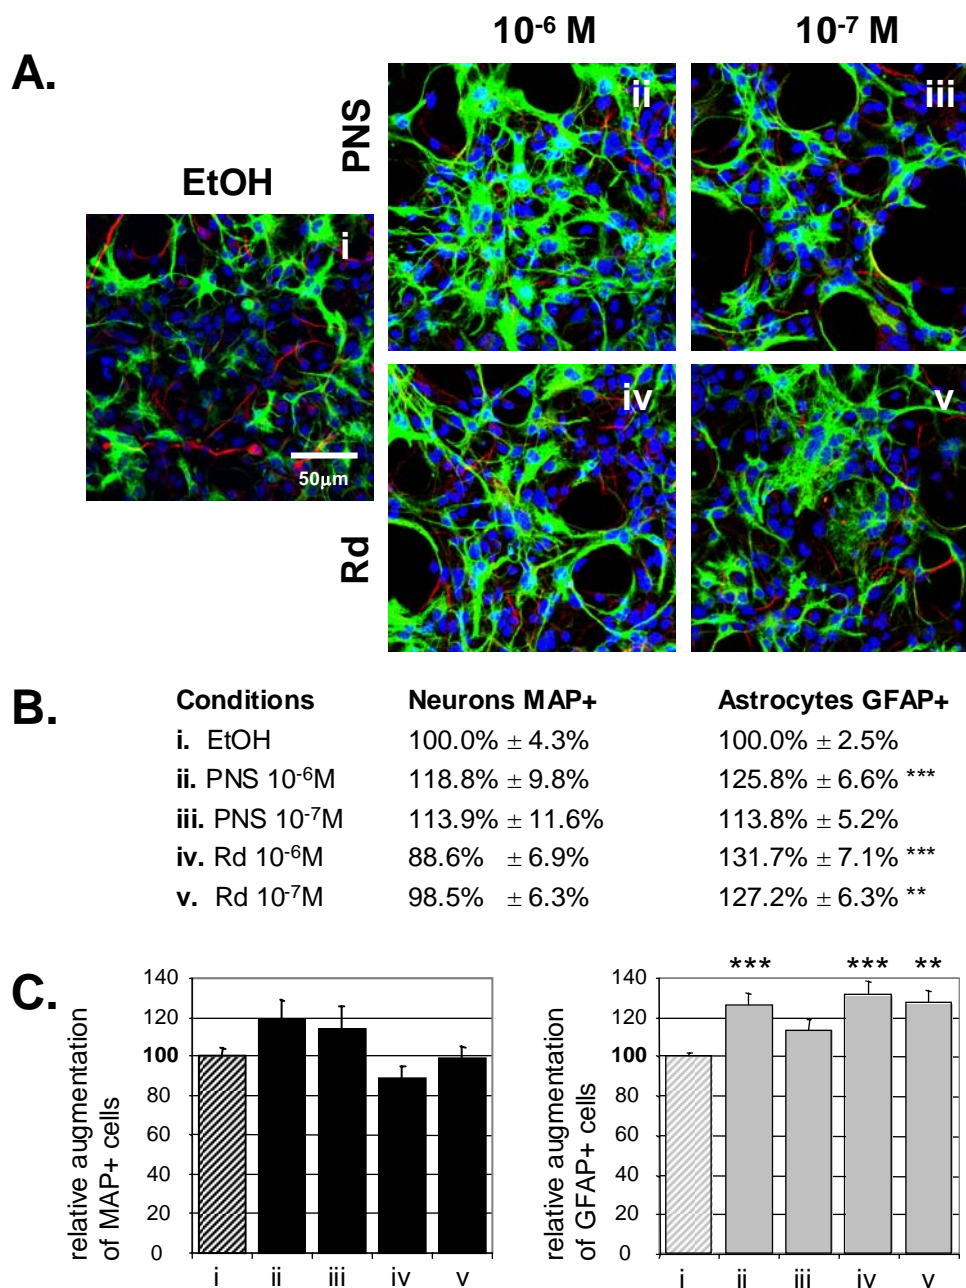 10⁻⁶ M 10⁻⁷ M
A.
PNS
ii
iii
EtOH
i
50μm
Rd
iv
v
B.
Conditions Neurons MAP+ Astrocytes GFAP+
i. EtOH 100.0% ± 4.3% 100.0% ± 2.5%
ii. PNS 10⁻⁶M 118.8% ± 9.8% 125.8% ± 6.6% ***
iii. PNS 10⁻⁷M 113.9% ± 11.6% 113.8% ± 5.2%
iv. Rd 10⁻⁶M 88.6% ± 6.9% 131.7% ± 7.1% ***
v. Rd 10⁻⁷M 98.5% ± 6.3% 127.2% ± 6.3% **
C.
relative augmentation
of MAP+ cells
140
120
100
80
60
40
20
0
i ii iii iv v
relative augmentation
of GFAP+ cells
140
120
100
80
60
40
20
0
*** *** **
i ii iii iv v